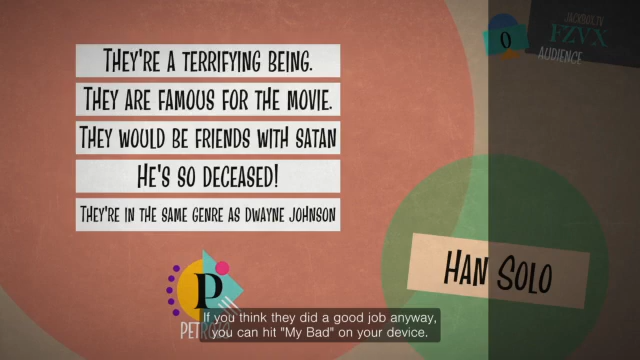 THEY'RE A TERRIFYING BEING.
THEY ARE FAMOUS FOR THE MOVIE.
THEY WOULD BE FRIENDS WITH SATAN
HE'S SO DECEASED!
THEY'RE IN THE SAME GENRE AS DWAYNE JOHNSON
JACKBOX.TV
FZVX
0
AUDIENCE
HAN SOLO
P
If you think they did a good job anyway,
you can hit "My Bad" on your device.